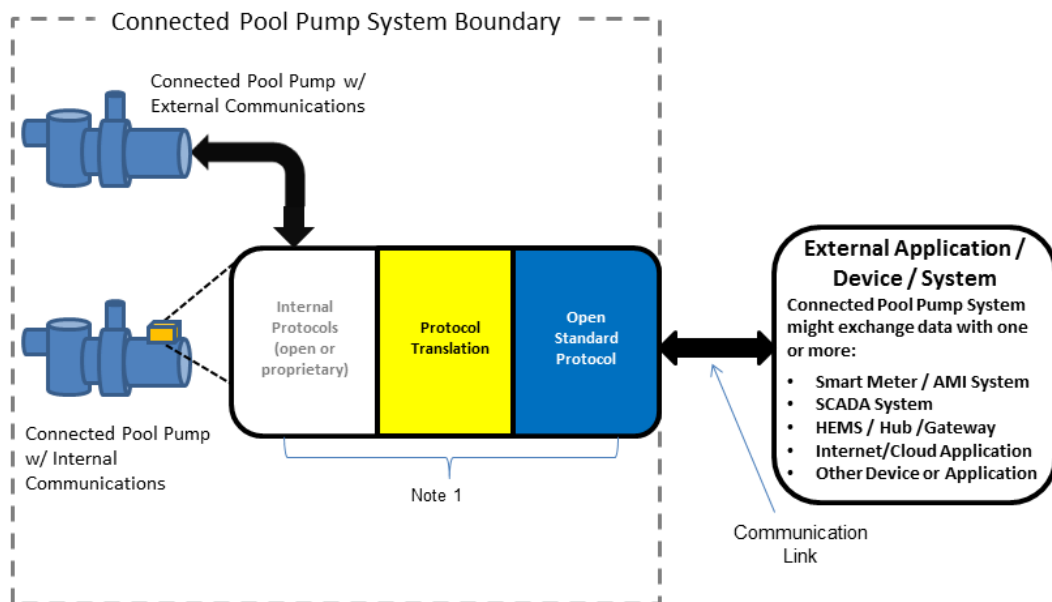 Connected Pool Pump System Boundary
Connected Pool Pump w/
External Communications
Internal
Protocols
(open or
proprietary)
Protocol
Translation
Open
Standard
Protocol
External Application /
Device / System
Connected Pool Pump System
might exchange data with one
or more:
• Smart Meter / AMI System
• SCADA System
• HEMS / Hub /Gateway
• Internet/Cloud Application
• Other Device or Application
Connected Pool Pump
w/ Internal
Communications
Note 1
Communication
Link